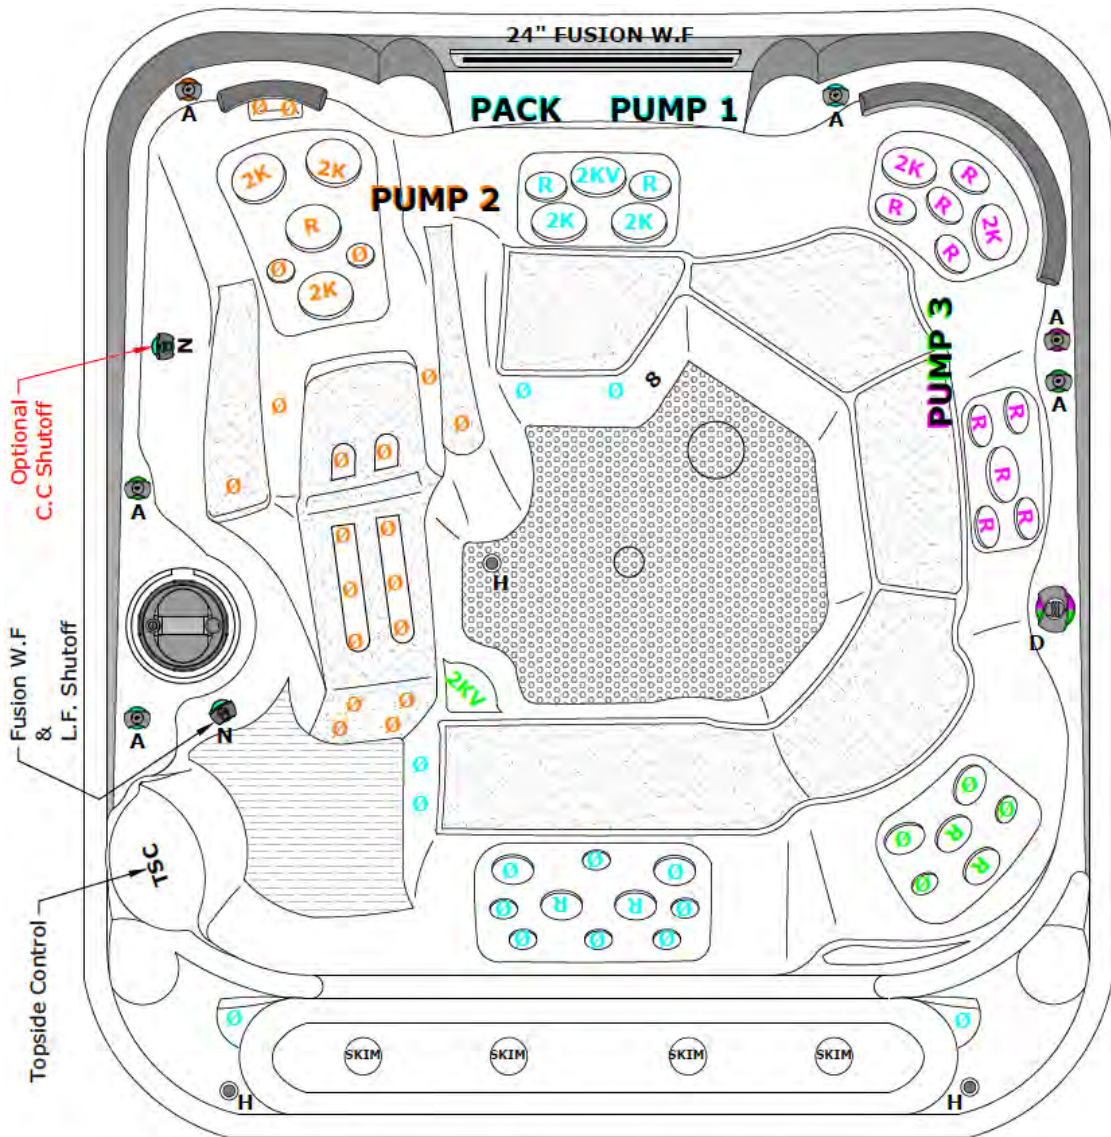 24" FUSION W.F
PACK PUMP 1
A
Ø Ø
A
2K 2K
R
Ø Ø
2K
PUMP 2
R 2KV R
2K 2K
2K R
R R 2K
R
N
Optional
C.C Shutoff
A
A
PUMP 3
Ø Ø
Ø Ø
8
Ø
Ø
Ø Ø
R R
R
R R
A
Ø Ø
Ø Ø
Ø Ø
H
D
Fusion W.F
&
L.F. Shutoff
A
N
2KV
Ø Ø
Ø Ø
Ø
Ø
TSC
Topside Control
Ø Ø Ø
Ø R R Ø
Ø Ø Ø
Ø
Ø R Ø
Ø R
Ø
Ø
SKIM SKIM SKIM SKIM
H
H